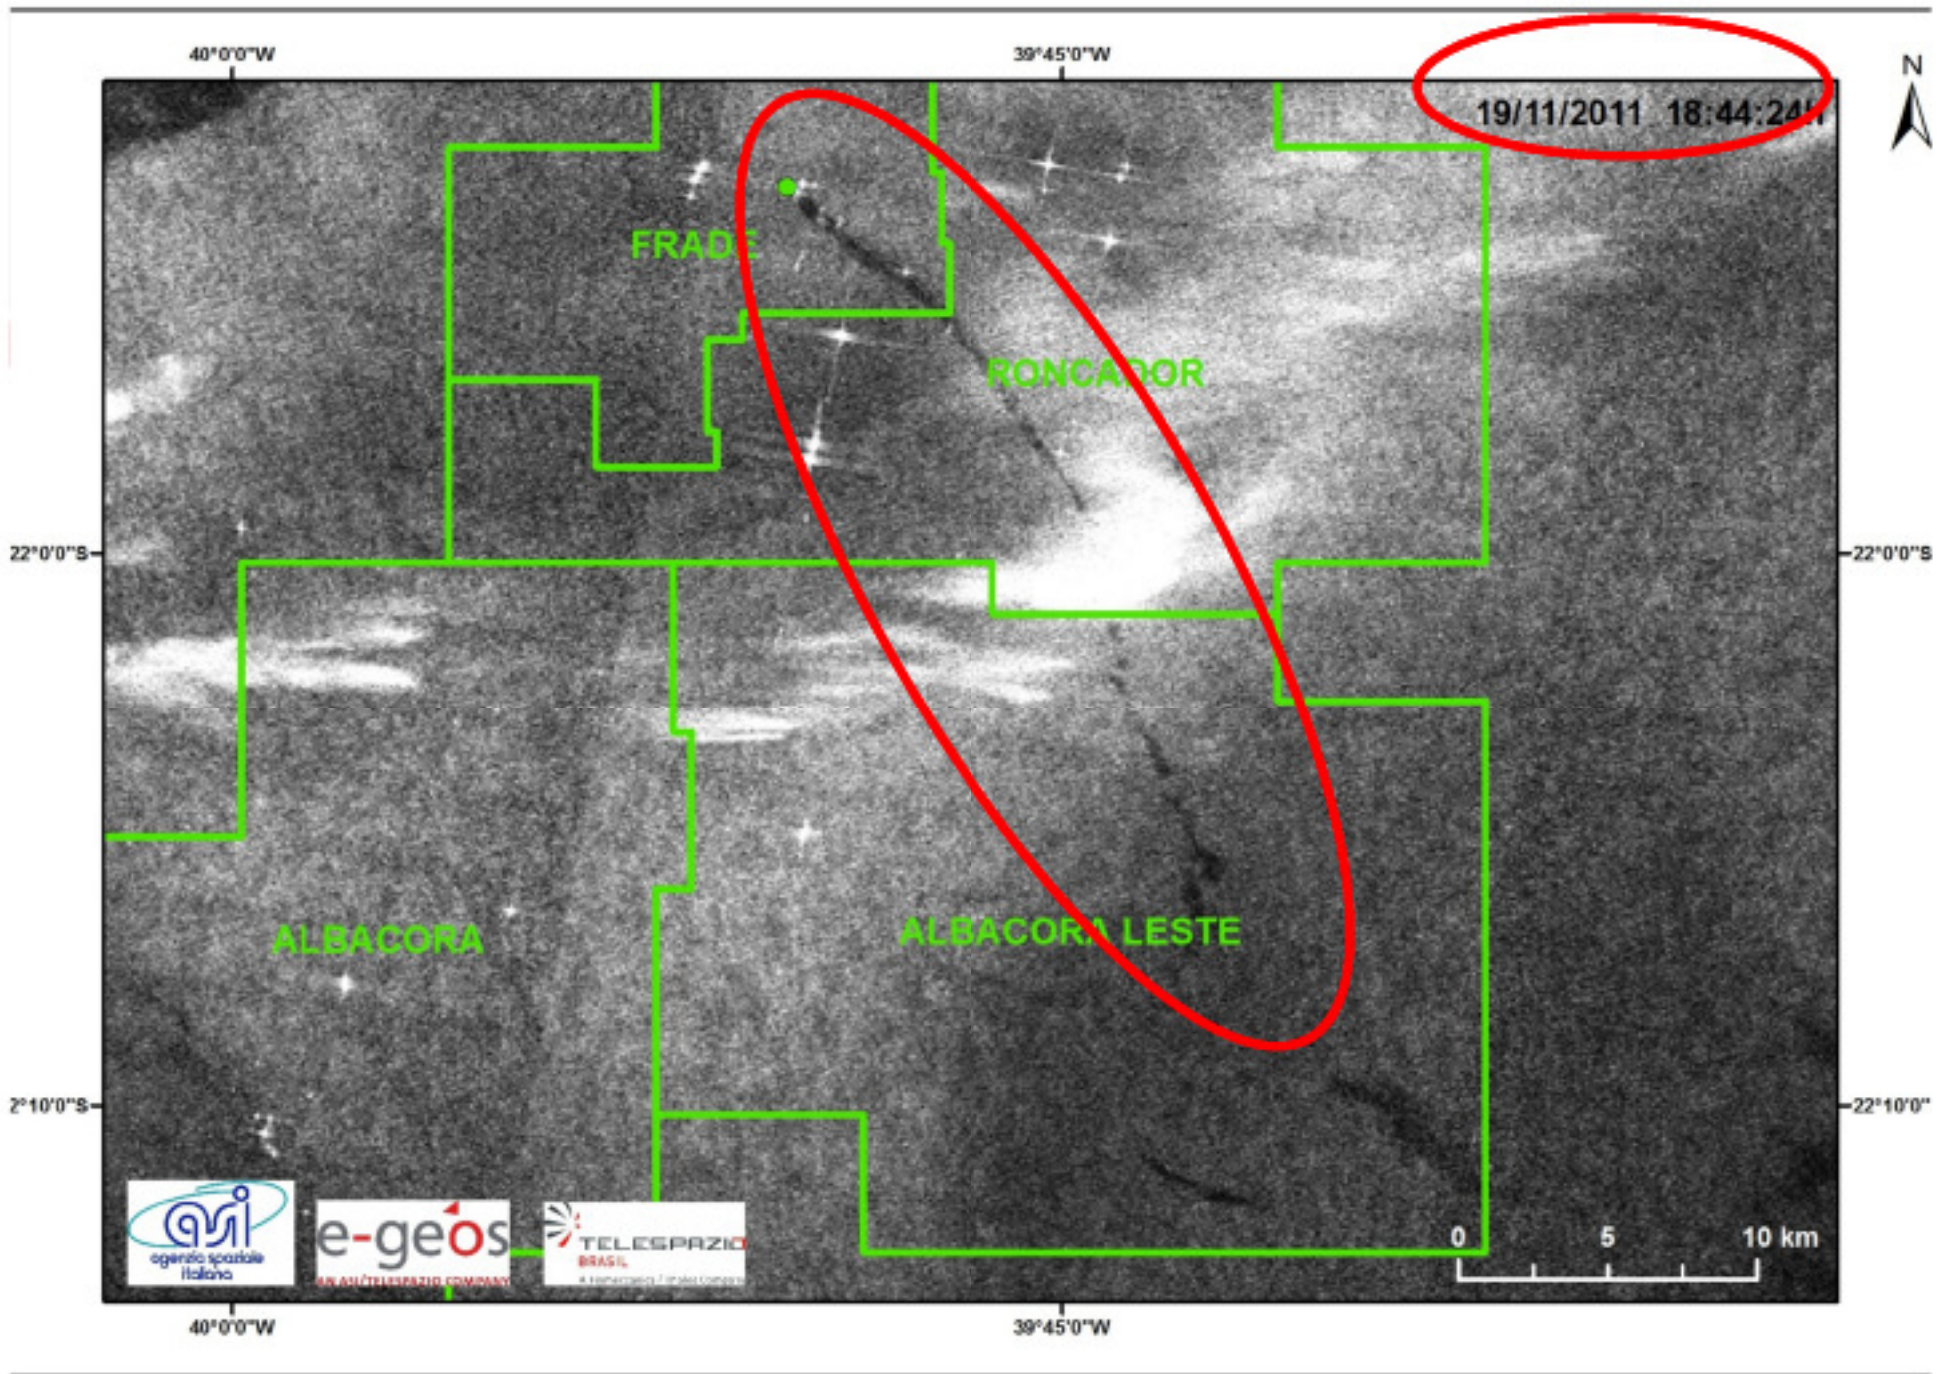 40°0'0"W 39°45'0"W
N
19/11/2011 18:44:24h
FRADE
RONCADOR
22°0'0"S 22°0'0"S
ALBACORA
ALBACORA LESTE
2°10'0"S 22°10'0"
asi
agenzia spaziale
italiana
e-geos
AN ASI/TELESPAZIO COMPANY
TELESPAZIO
BRASIL
0 5 10 km
40°0'0"W 39°45'0"W